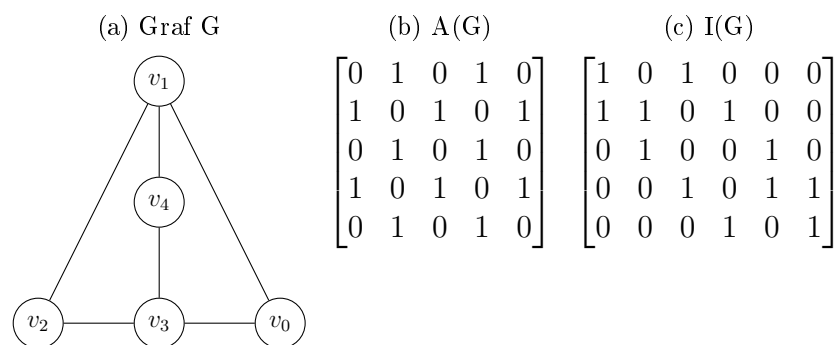 (a) Graf G
(b) A(G)
(c) I(G)
v₁
v₄
v₂
v₃
v₀
0 1 0 1 0
1 0 1 0 1
0 1 0 1 0
1 0 1 0 1
0 1 0 1 0
1 0 1 0 0 0
1 1 0 1 0 0
0 1 0 0 1 0
0 0 1 0 1 1
0 0 0 1 0 1